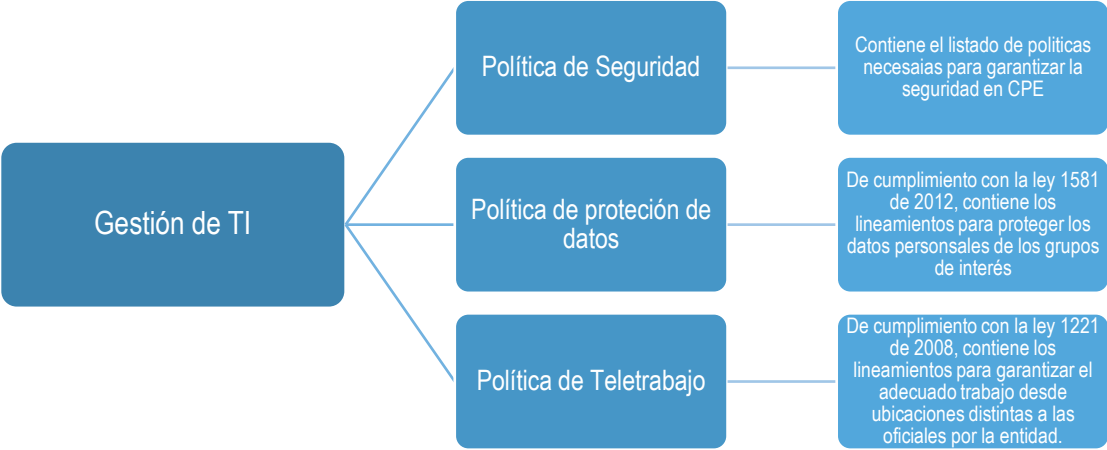 Gestión de TI
Política de Seguridad
Contiene el listado de politicas
necesaias para garantizar la
seguridad en CPE
Política de proteción de
datos
De cumplimiento con la ley 1581
de 2012, contiene los
lineamientos para proteger los
datos personsales de los grupos
de interés
Política de Teletrabajo
De cumplimiento con la ley 1221
de 2008, contiene los
lineamientos para garantizar el
adecuado trabajo desde
ubicaciones distintas a las
oficiales por la entidad.